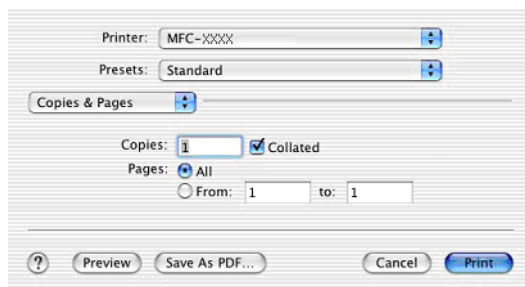 Printer: MFC-XXXX
Presets: Standard
Copies & Pages
Copies: 1 Collated
Pages: All
From: 1 to: 1
? Preview Save As PDF... Cancel Print